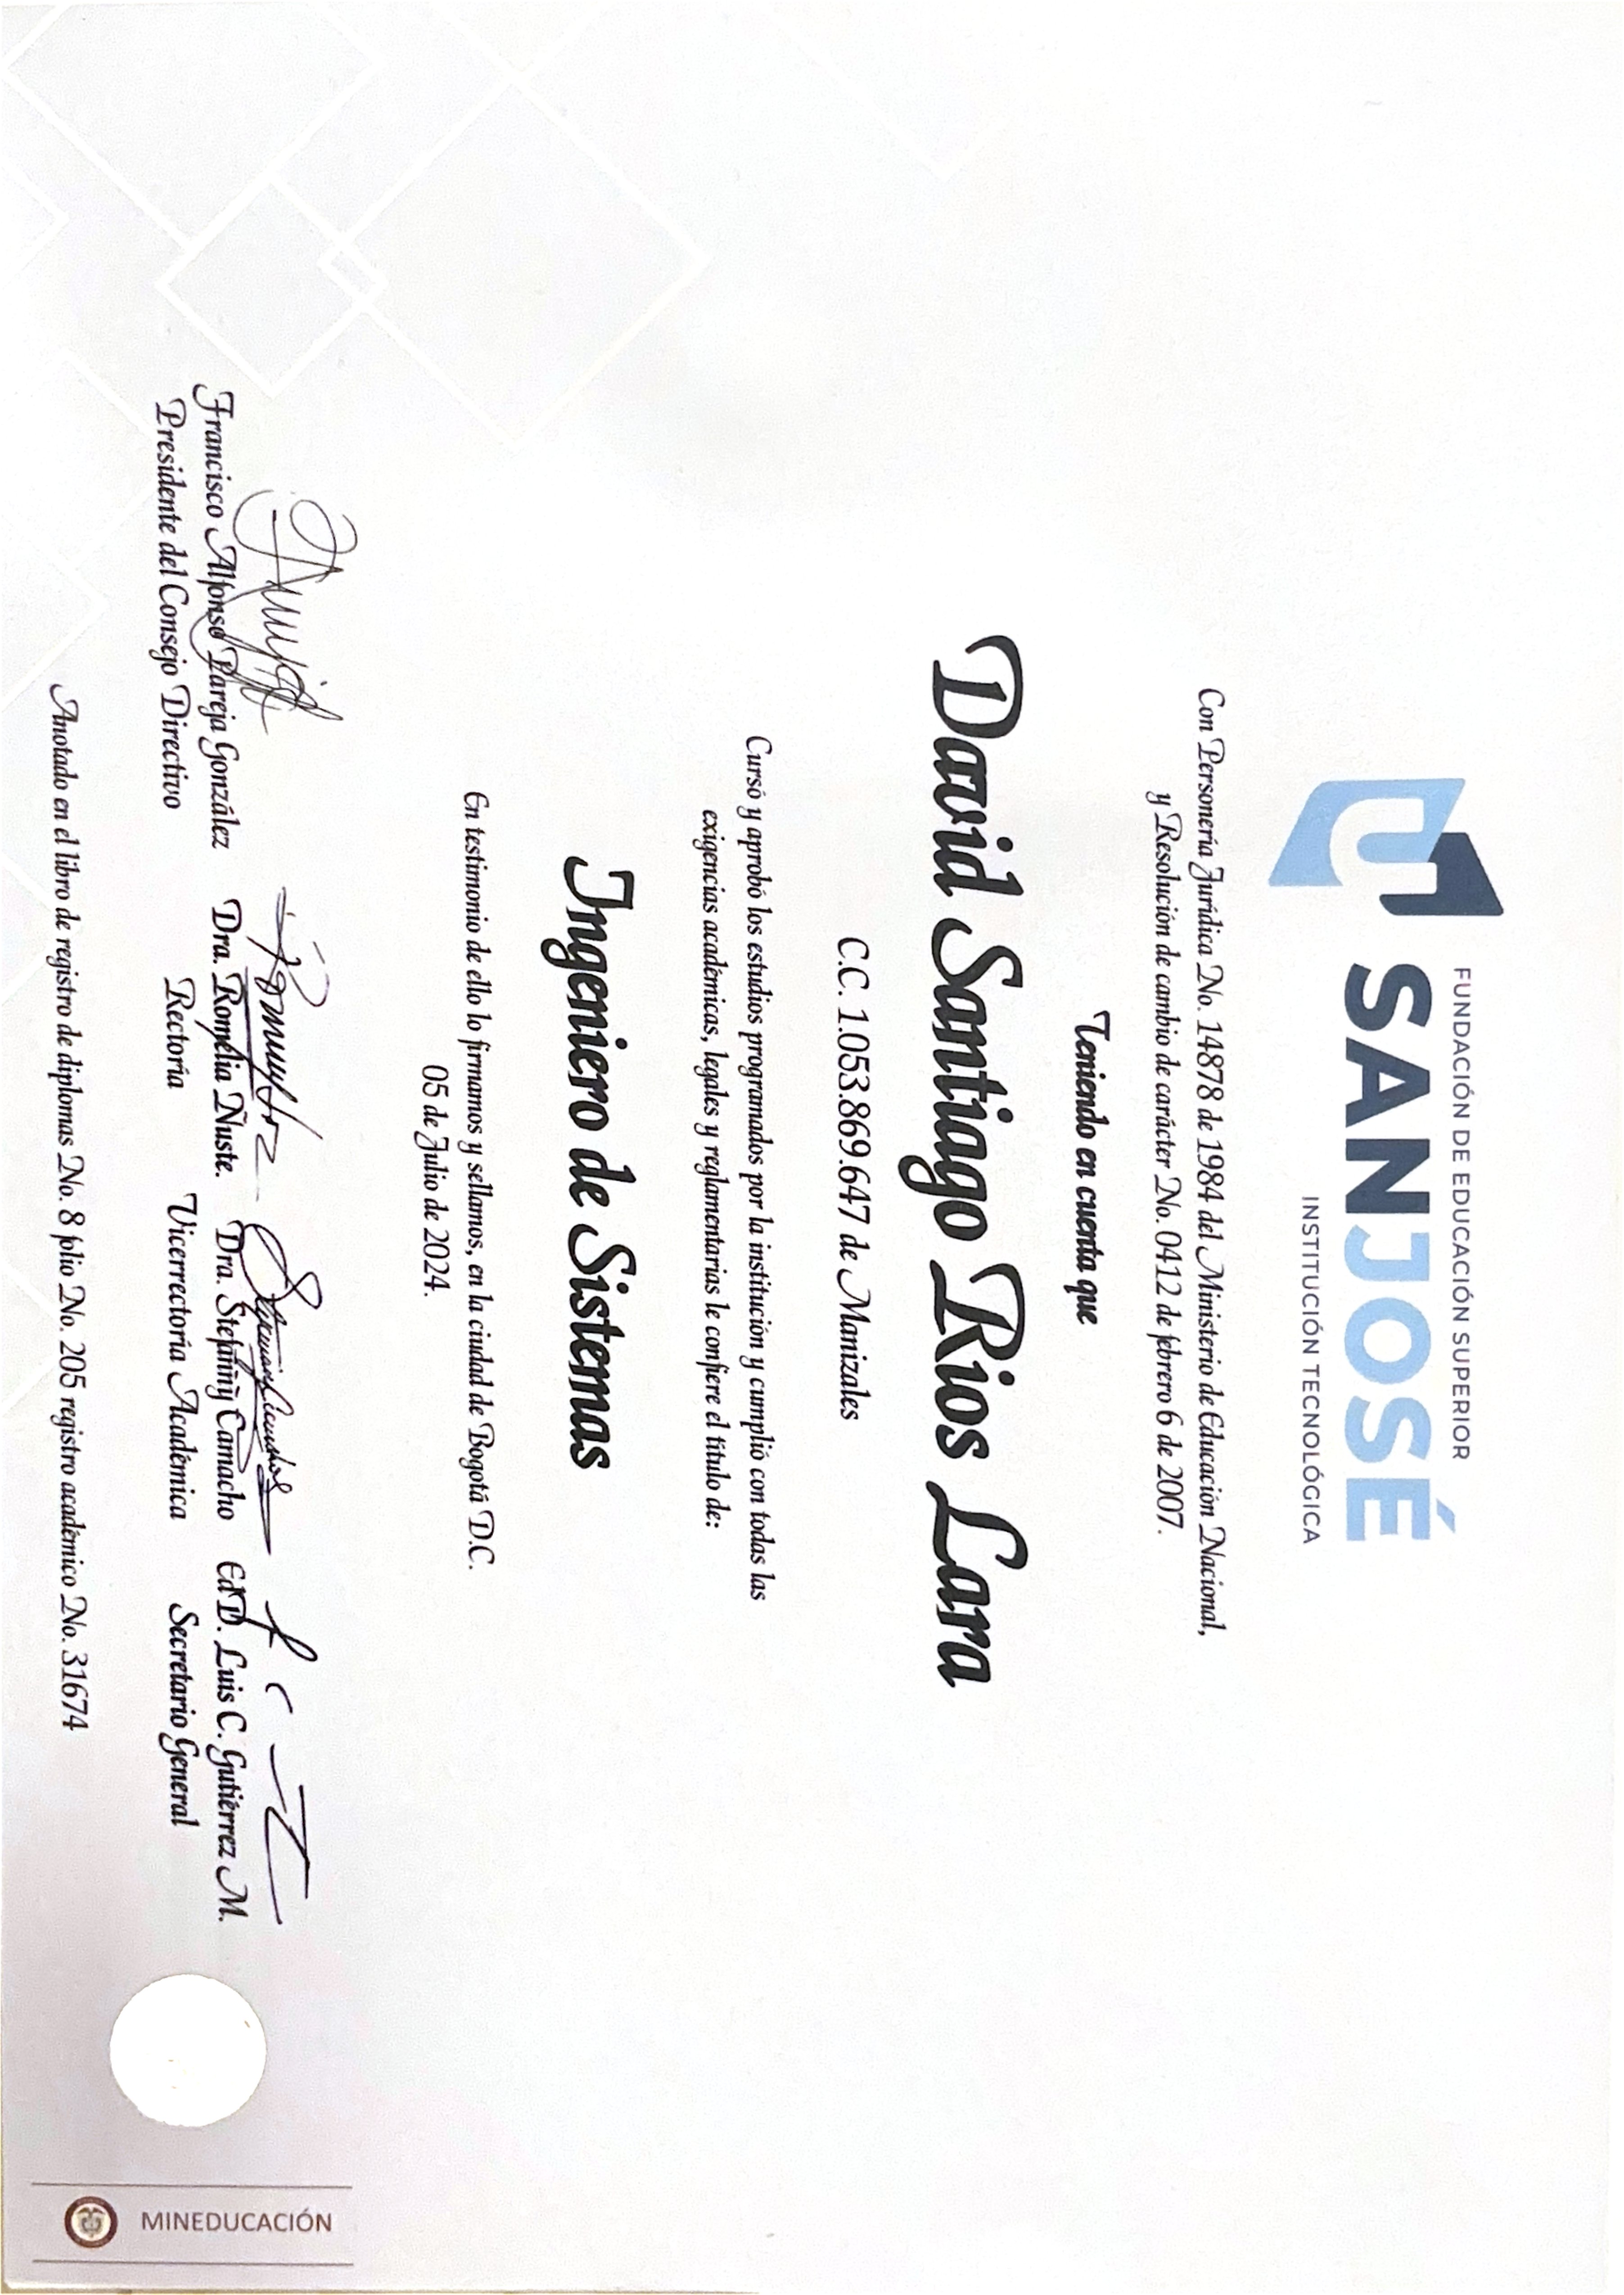 FUNDACIÓN DE EDUCACIÓN SUPERIOR
SANJOSÉ
INSTITUCIÓN TECNOLÓGICA
Con Personería Jurídica No. 14878 de 1984 del Ministerio de Educación Nacional,
y Resolución de cambio de carácter No. 0412 de febrero 6 de 2007.
Teniendo en cuenta que
David Santiago Rios Lara
C.C. 1.053.869.647 de Manizales
Cursó y aprobó los estudios programados por la institución y cumplió con todas las
exigencias académicas, legales y reglamentarias le confiere el título de:
Ingeniero de Sistemas
En testimonio de ello lo firmamos y sellamos, en la ciudad de Bogotá D.C.
05 de Julio de 2024.
Francisco Alfonso Pareja González
Presidente del Consejo Directivo
Dra. Romelia Ñuste.
Rectoría
Dra. Stefanny Camacho
Vicerrectoría Académica
EdD. Luis C. Gutiérrez M.
Secretario General
MINEDUCACIÓN
Anotado en el libro de registro de diplomas No. 8 folio No. 205 registro académico No. 31674